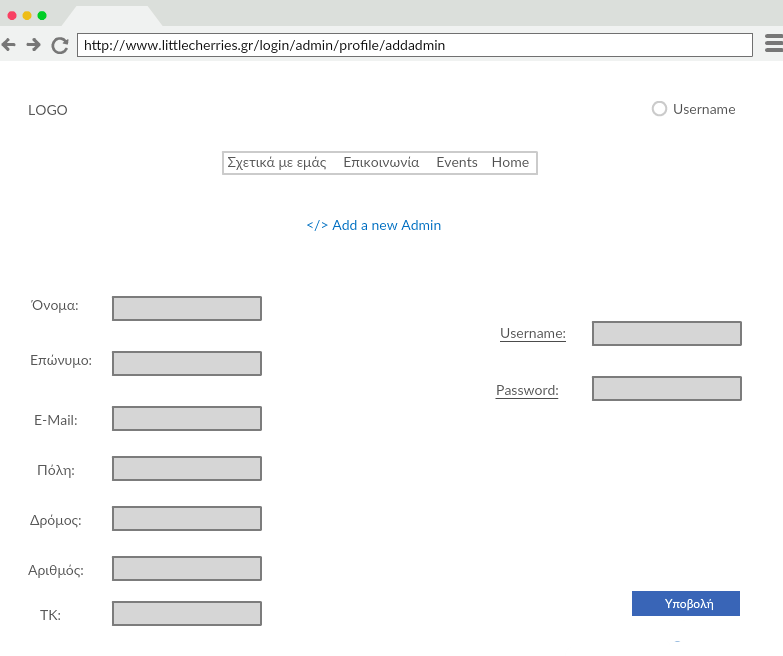 http://www.littlecherries.gr/login/admin/profile/addadmin
LOGO
Username
Σχετικά με εμάς Επικοινωνία Events Home
</> Add a new Admin
Όνομα:
Username:
Επώνυμο:
Password:
E-Mail:
Πόλη:
Δρόμος:
Αριθμός:
ΤΚ:
Υποβολή